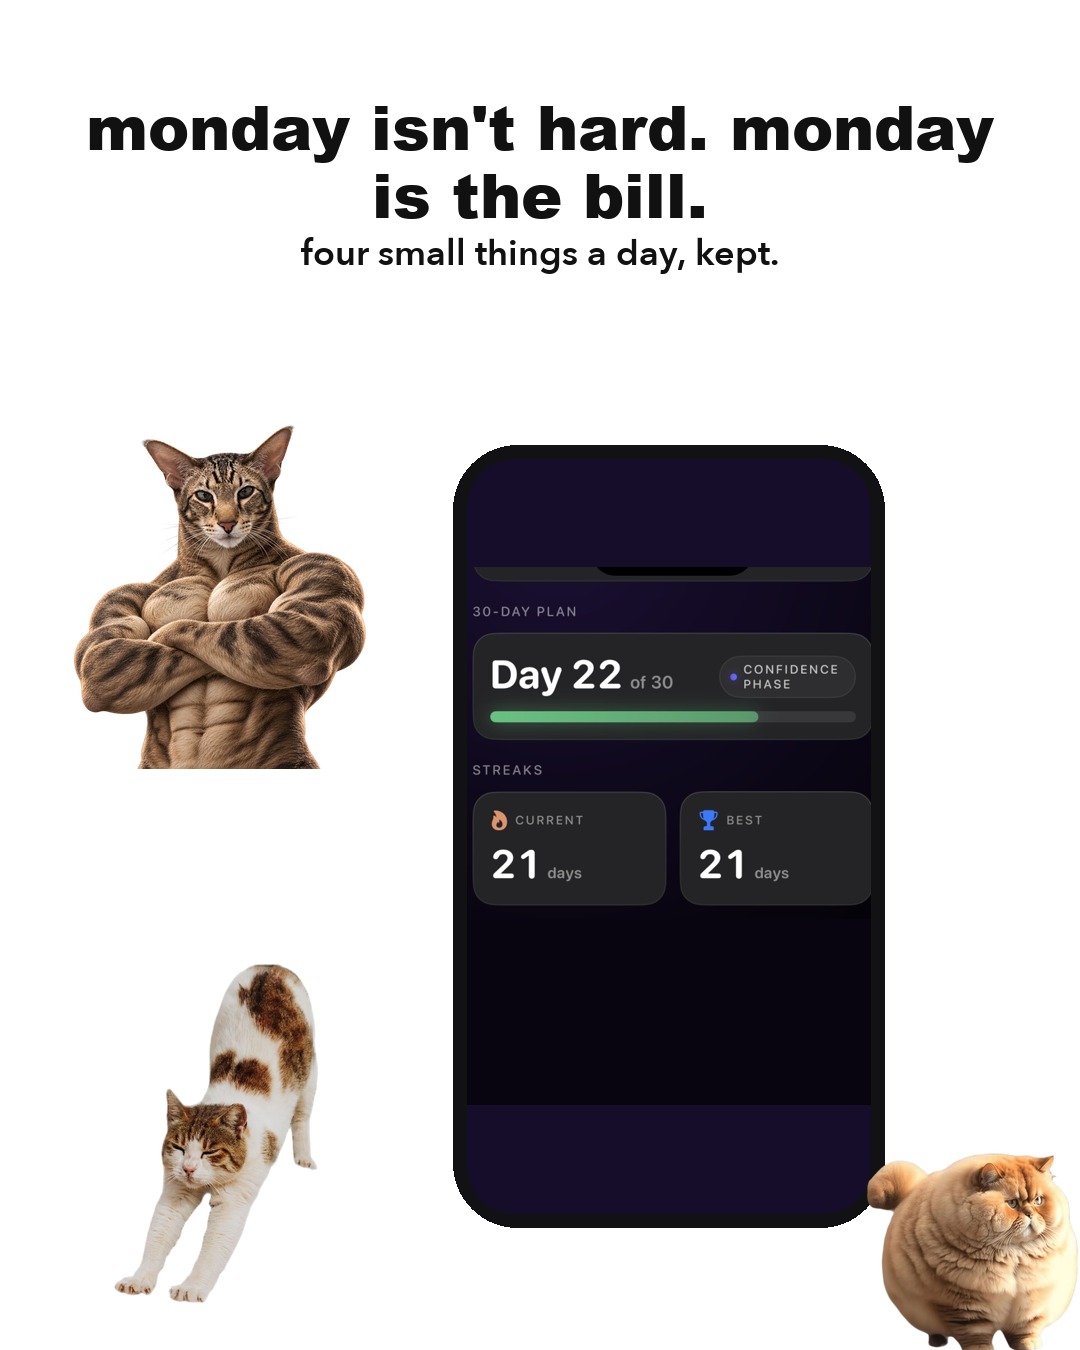 monday isn't hard. monday
is the bill.
four small things a day, kept.
30-DAY PLAN
Day 22 of 30
CONFIDENCE
PHASE
STREAKS
CURRENT
21 days
BEST
21 days